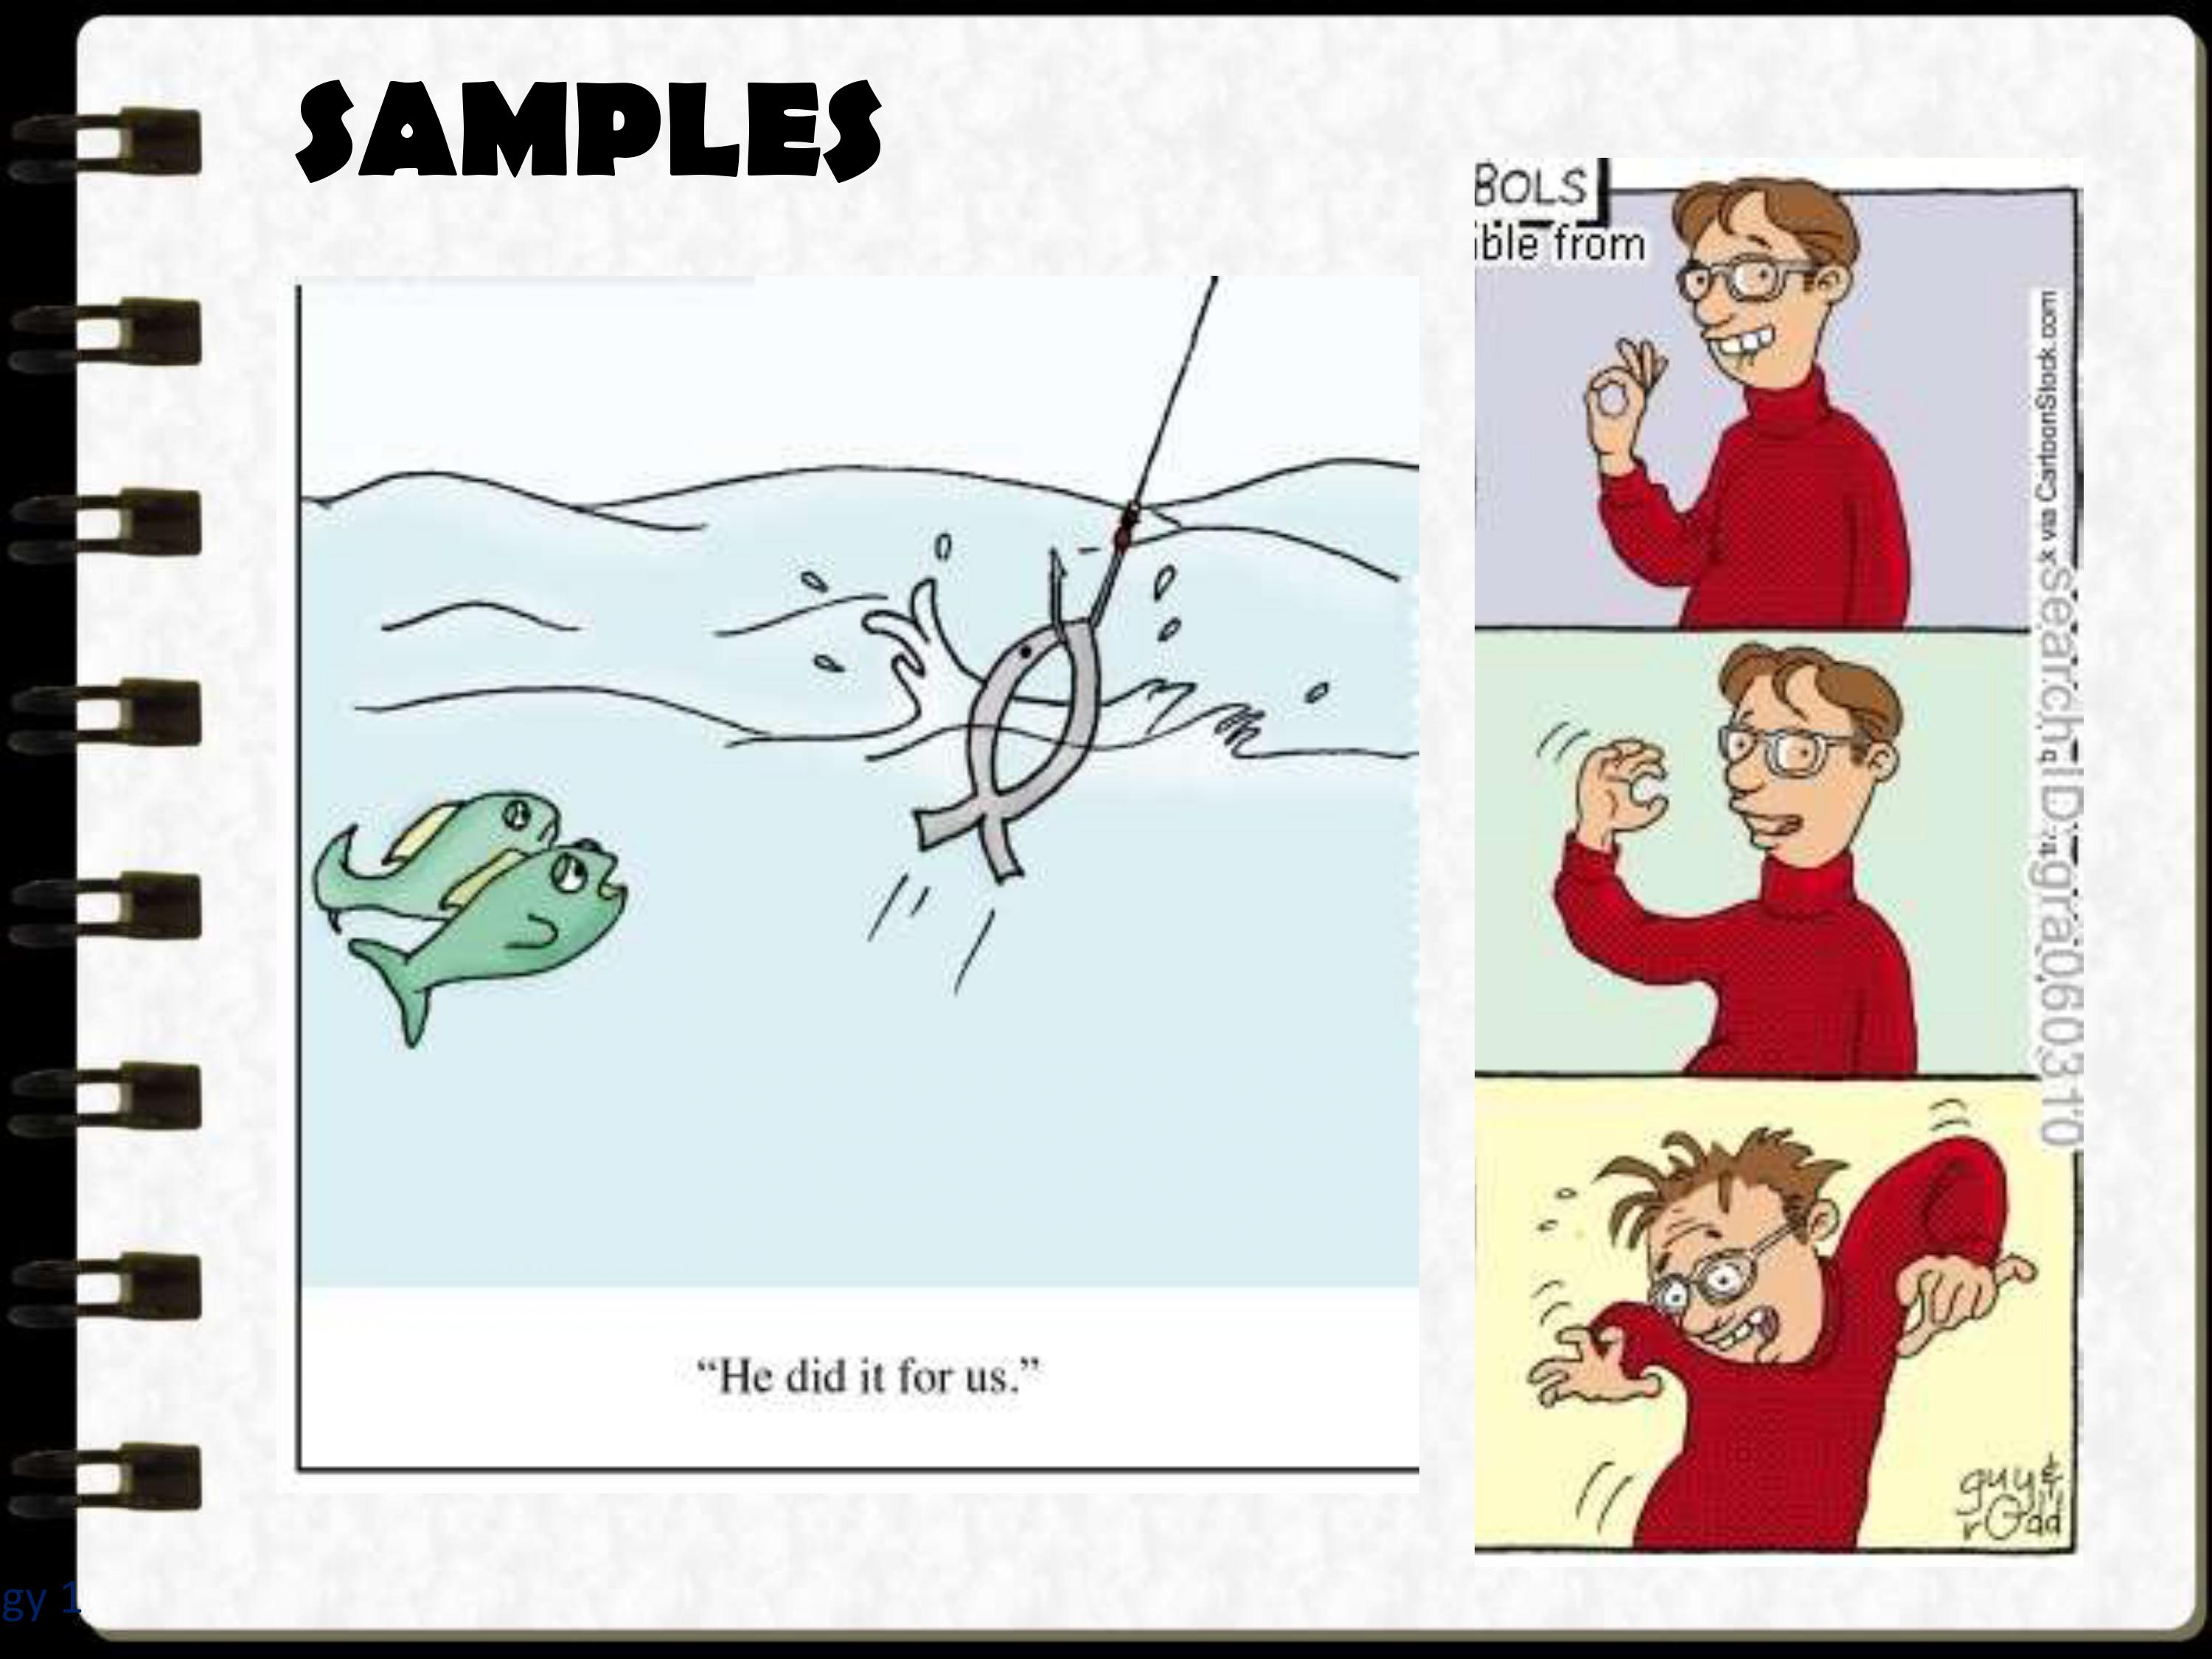 SAMPLES
BOLS
ible from
k via CartoonStock.com
search ID: gra060310
"He did it for us."
guy &
rodd
gy 1